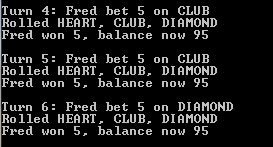 Turn 4: Fred bet 5 on CLUB
Rolled HEART, CLUB, DIAMOND
Fred won 5, balance now 95
Turn 5: Fred bet 5 on CLUB
Rolled HEART, CLUB, DIAMOND
Fred won 5, balance now 95
Turn 6: Fred bet 5 on DIAMOND
Rolled HEART, CLUB, DIAMOND
Fred won 5, balance now 95